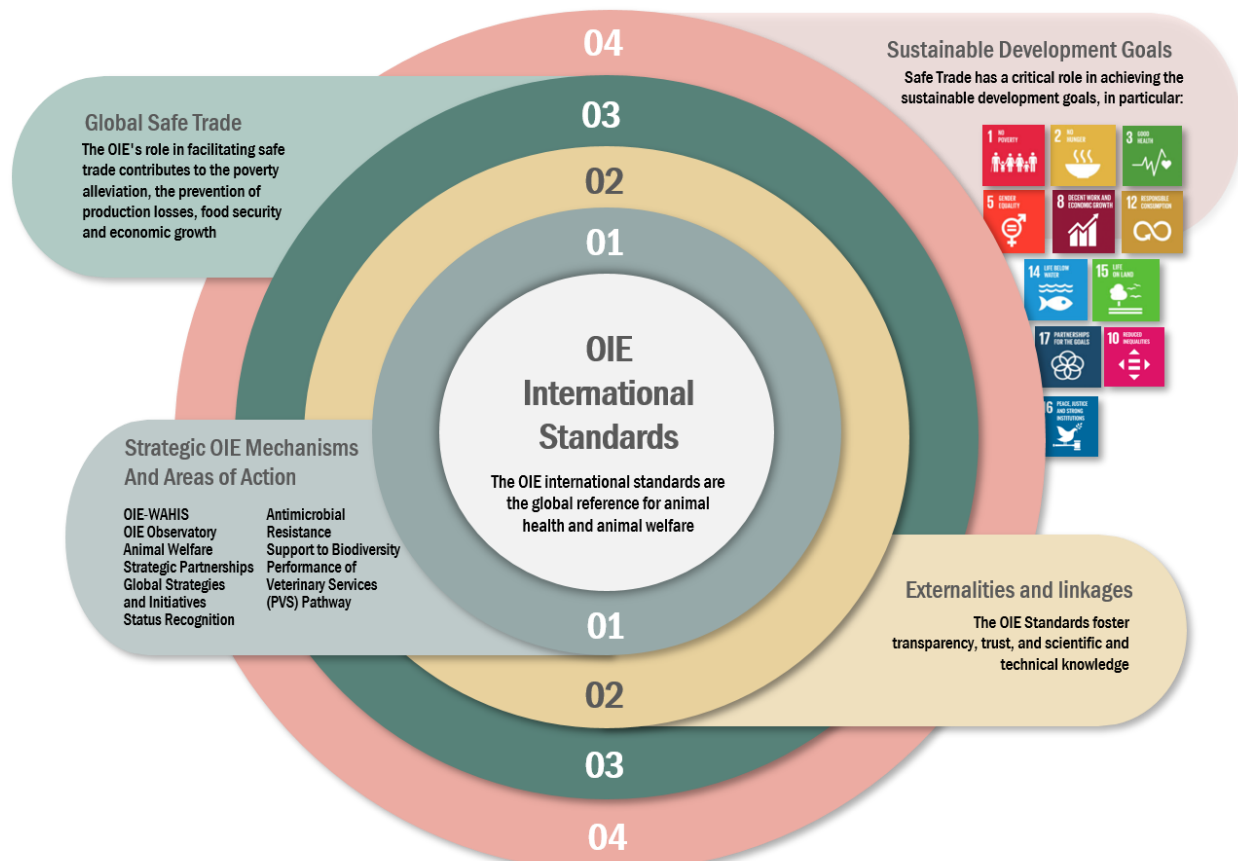 04
03
02
01
OIE
International
Standards
The OIE international standards are
the global reference for animal
health and animal welfare
01
02
03
04
Global Safe Trade
The OIE's role in facilitating safe
trade contributes to the poverty
alleviation, the prevention of
production losses, food security
and economic growth
Sustainable Development Goals
Safe Trade has a critical role in achieving the
sustainable development goals, in particular:
1 NO
POVERTY
2 NO
HUNGER
3 GOOD
HEALTH
5 GENDER
EQUALITY
8 DECENT WORK AND
ECONOMIC GROWTH
12 RESPONSIBLE
CONSUMPTION
14 LIFE BELOW
WATER
15 LIFE
ON LAND
17 PARTNERSHIPS
FOR THE GOALS
10 REDUCED
INEQUALITIES
6 PEACE, JUSTICE
AND STRONG
INSTITUTIONS
Strategic OIE Mechanisms
And Areas of Action
OIE-WAHIS
OIE Observatory
Animal Welfare
Strategic Partnerships
Global Strategies
and Initiatives
Status Recognition
Antimicrobial
Resistance
Support to Biodiversity
Performance of
Veterinary Services
(PVS) Pathway
Externalities and linkages
The OIE Standards foster
transparency, trust, and scientific and
technical knowledge